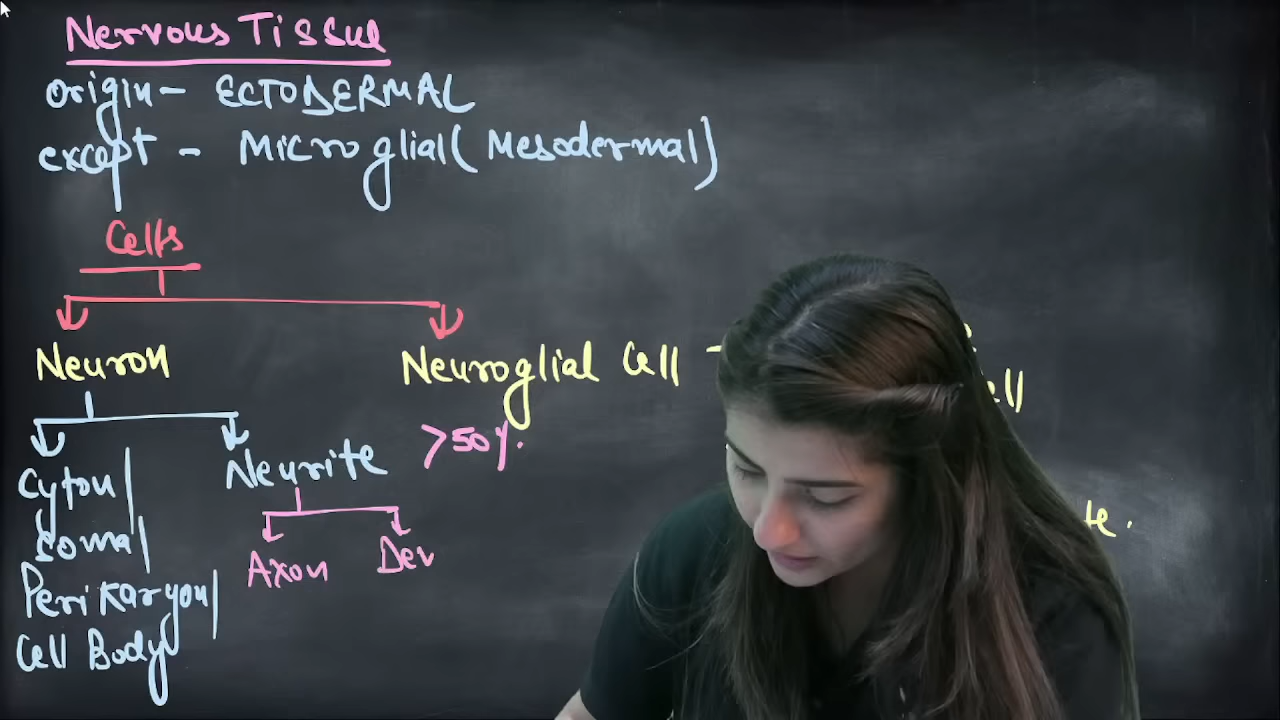 Nervous Tissue
origin - ECTODERMAL
except - Microglial (Mesodermal)
Cells
Neuron
Neuroglial Cell -
>50%.
Cyton/
Soma/
Perikaryon/
Cell Body
Neurite
Axon
Den